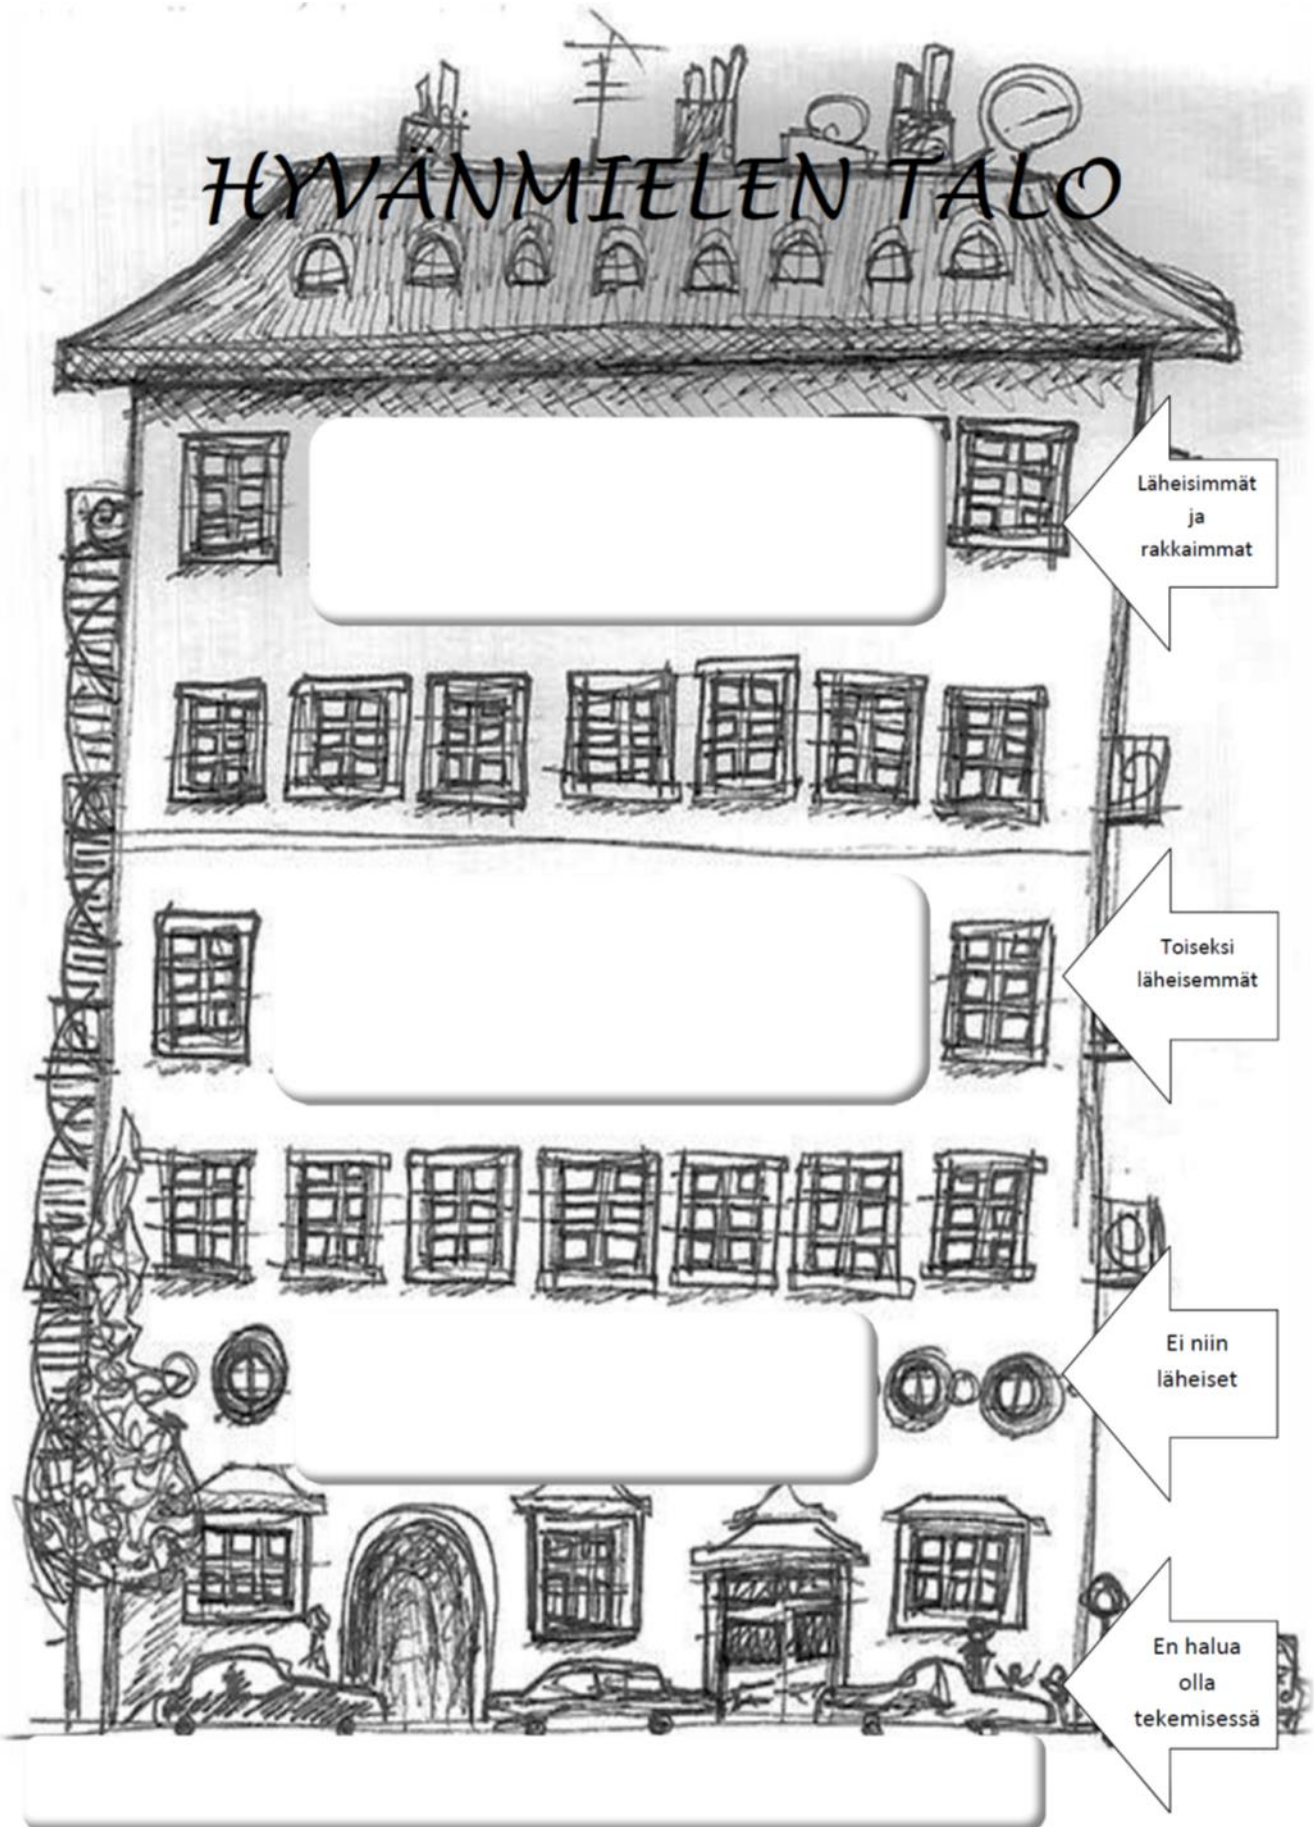 HYVÄNMIELEN TALO
Läheisimmät
ja
rakkaimmat
Toiseksi
läheisemmät
Ei niin
läheiset
En halua
olla
tekemisessä